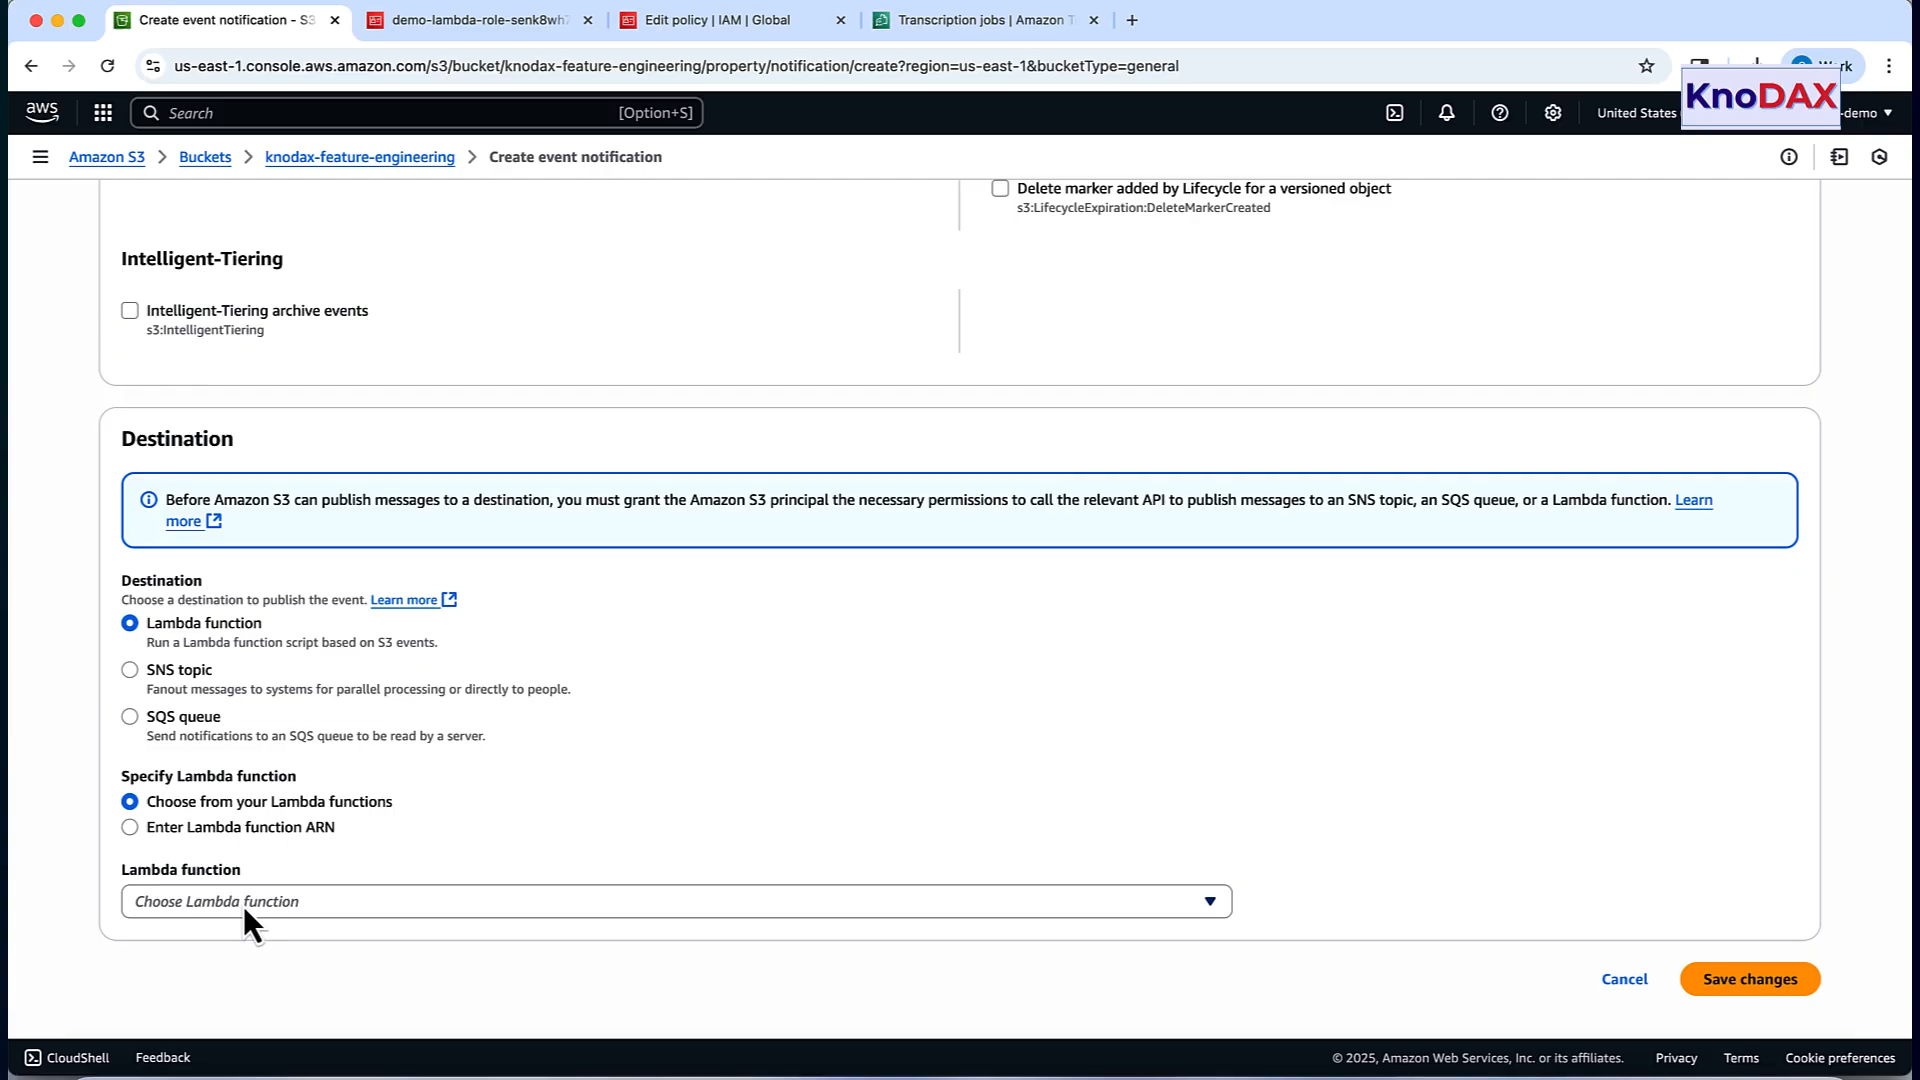 Create event notification - S3
demo-lambda-role-senk8wh7
Edit policy | IAM | Global
Transcription jobs | Amazon T
us-east-1.console.aws.amazon.com/s3/bucket/knodax-feature-engineering/property/notification/create?region=us-east-1&bucketType=general
Work
aws
Search
[Option+S]
United States
KnoDAX
-demo
Amazon S3
Buckets
knodax-feature-engineering
Create event notification
Delete marker added by Lifecycle for a versioned object
s3:LifecycleExpiration:DeleteMarkerCreated
Intelligent-Tiering
Intelligent-Tiering archive events
s3:IntelligentTiering
Destination
Before Amazon S3 can publish messages to a destination, you must grant the Amazon S3 principal the necessary permissions to call the relevant API to publish messages to an SNS topic, an SQS queue, or a Lambda function. Learn
more
Destination
Choose a destination to publish the event. Learn more
Lambda function
Run a Lambda function script based on S3 events.
SNS topic
Fanout messages to systems for parallel processing or directly to people.
SQS queue
Send notifications to an SQS queue to be read by a server.
Specify Lambda function
Choose from your Lambda functions
Enter Lambda function ARN
Lambda function
Choose Lambda function
Cancel
Save changes
CloudShell
Feedback
© 2025, Amazon Web Services, Inc. or its affiliates.
Privacy
Terms
Cookie preferences